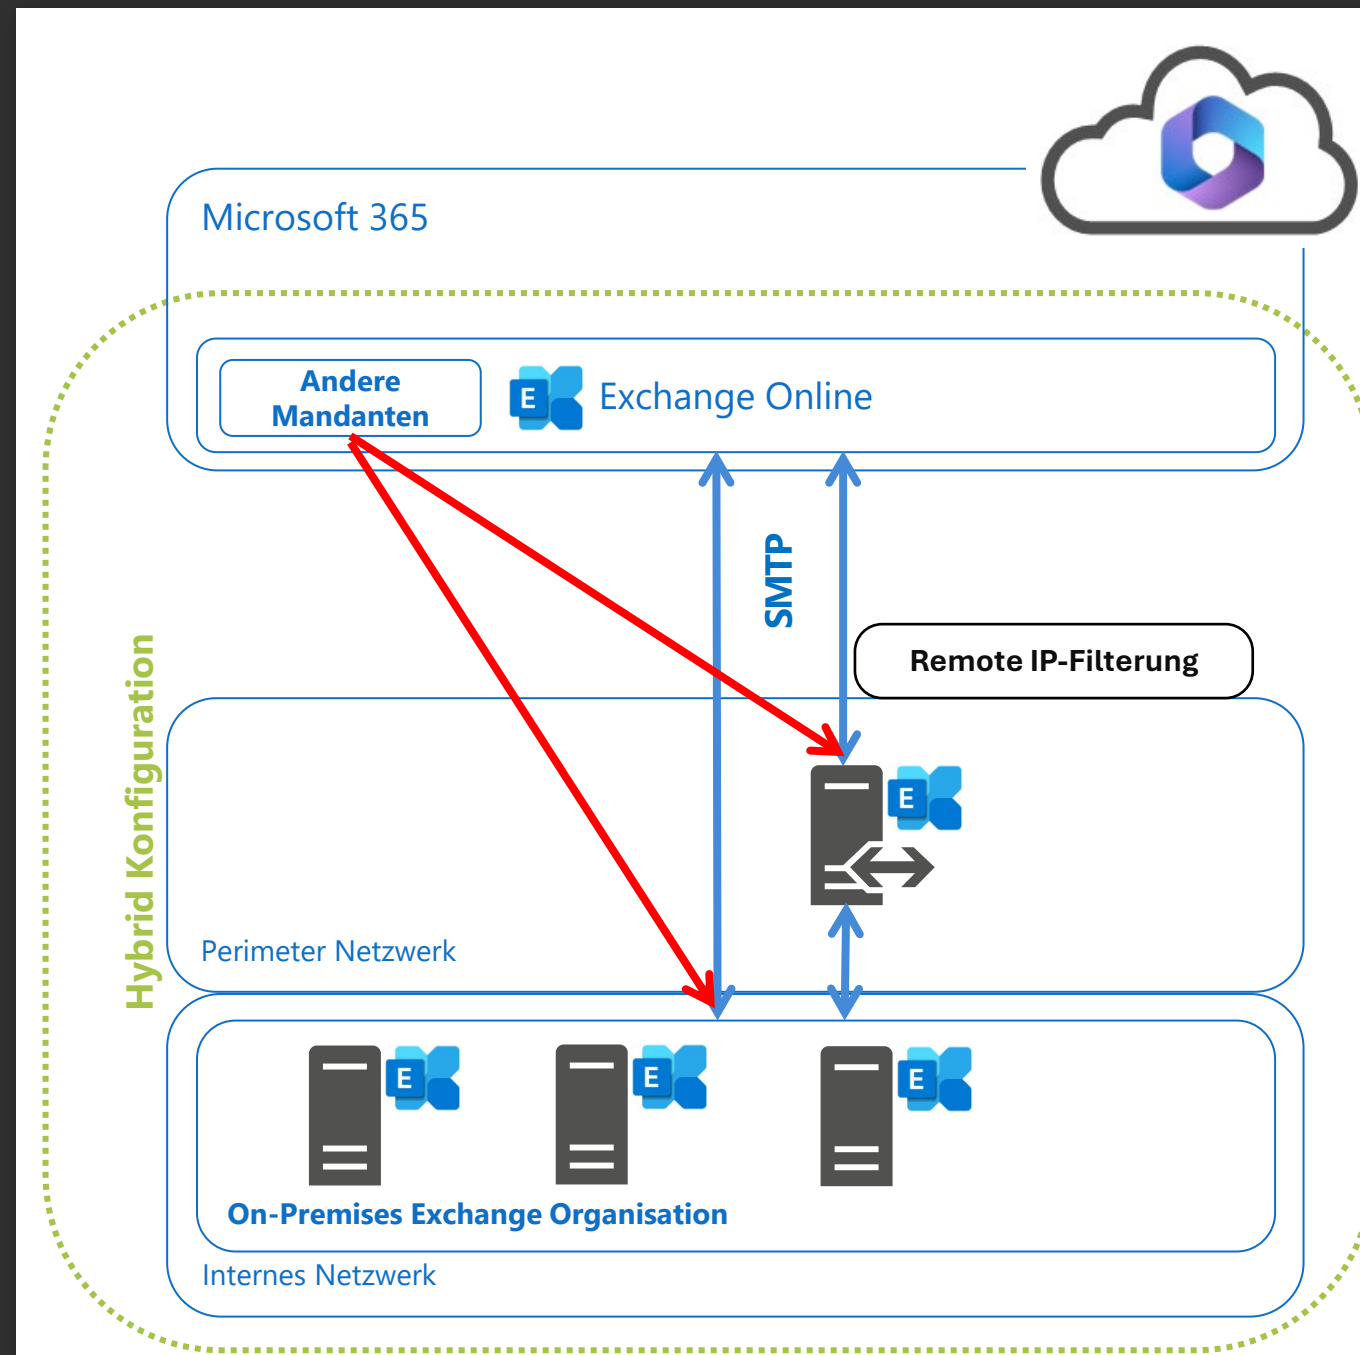 Microsoft 365
Andere
Mandanten
E
Exchange Online
SMTP
Remote IP-Filterung
Hybrid Konfiguration
E
Perimeter Netzwerk
E
E
E
On-Premises Exchange Organisation
Internes Netzwerk